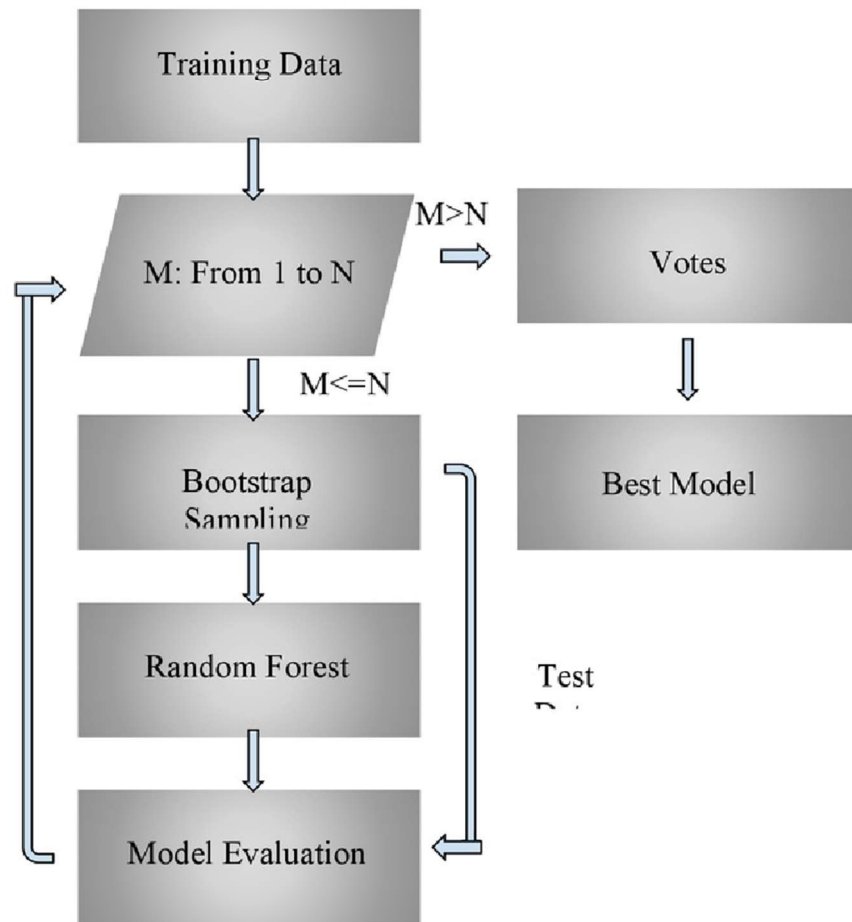 Training Data
M>N
M: From 1 to N
Votes
M<=N
Bootstrap
Sampling
Best Model
Random Forest
Test
Model Evaluation